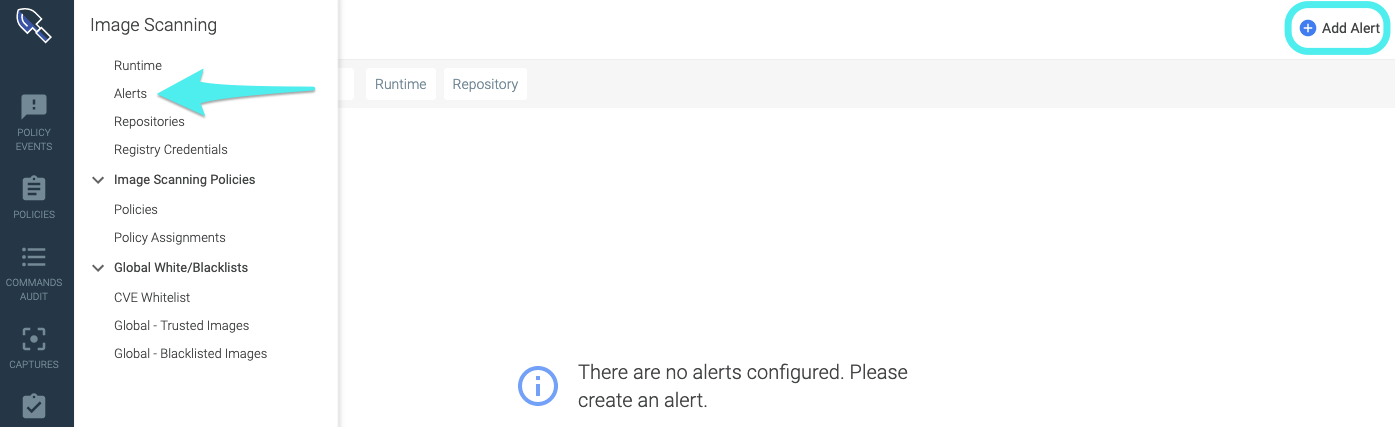 Image Scanning
Runtime
Alerts
Repositories
Registry Credentials
Image Scanning Policies
Policies
Policy Assignments
Global White/Blacklists
CVE Whitelist
Global - Trusted Images
Global - Blacklisted Images
POLICY
EVENTS
POLICIES
COMMANDS
AUDIT
CAPTURES
Add Alert
Runtime
Repository
There are no alerts configured. Please
create an alert.